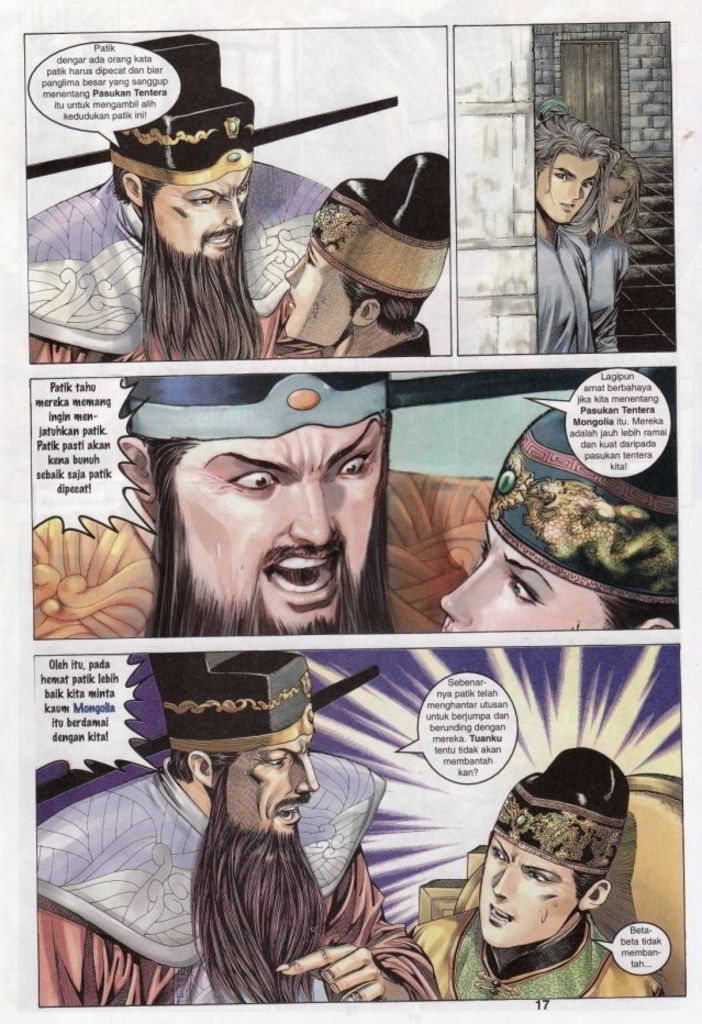 Patik
dengar ada orang kata
patik harus dipecat dan biar
panglima besar yang sanggup
menentang Pasukan Tentera
itu untuk mengambil alih
kedudukan patik ini!
Patik tahu
mereka memang
ingin men-
jatuhkan patik.
Patik pasti akan
kena bunuh
sebaik saja patik
dipecat!
Lagipun
amat berbahaya
jika kita menentang
Pasukan Tentera
Mongolia itu. Mereka
adalah jauh lebih ramai
dan kuat daripada
pasukan tentera
kita!
Oleh itu, pada
hemat patik lebih
baik kita minta
kaum Mongolia
itu berdamai
dengan kita!
Sebenar-
nya patik telah
menghantar utusan
untuk berjumpa dan
berunding dengan
mereka. Tuanku
tentu tidak akan
membantah
kan?
Beta-
beta tidak
memban-
tah...
17